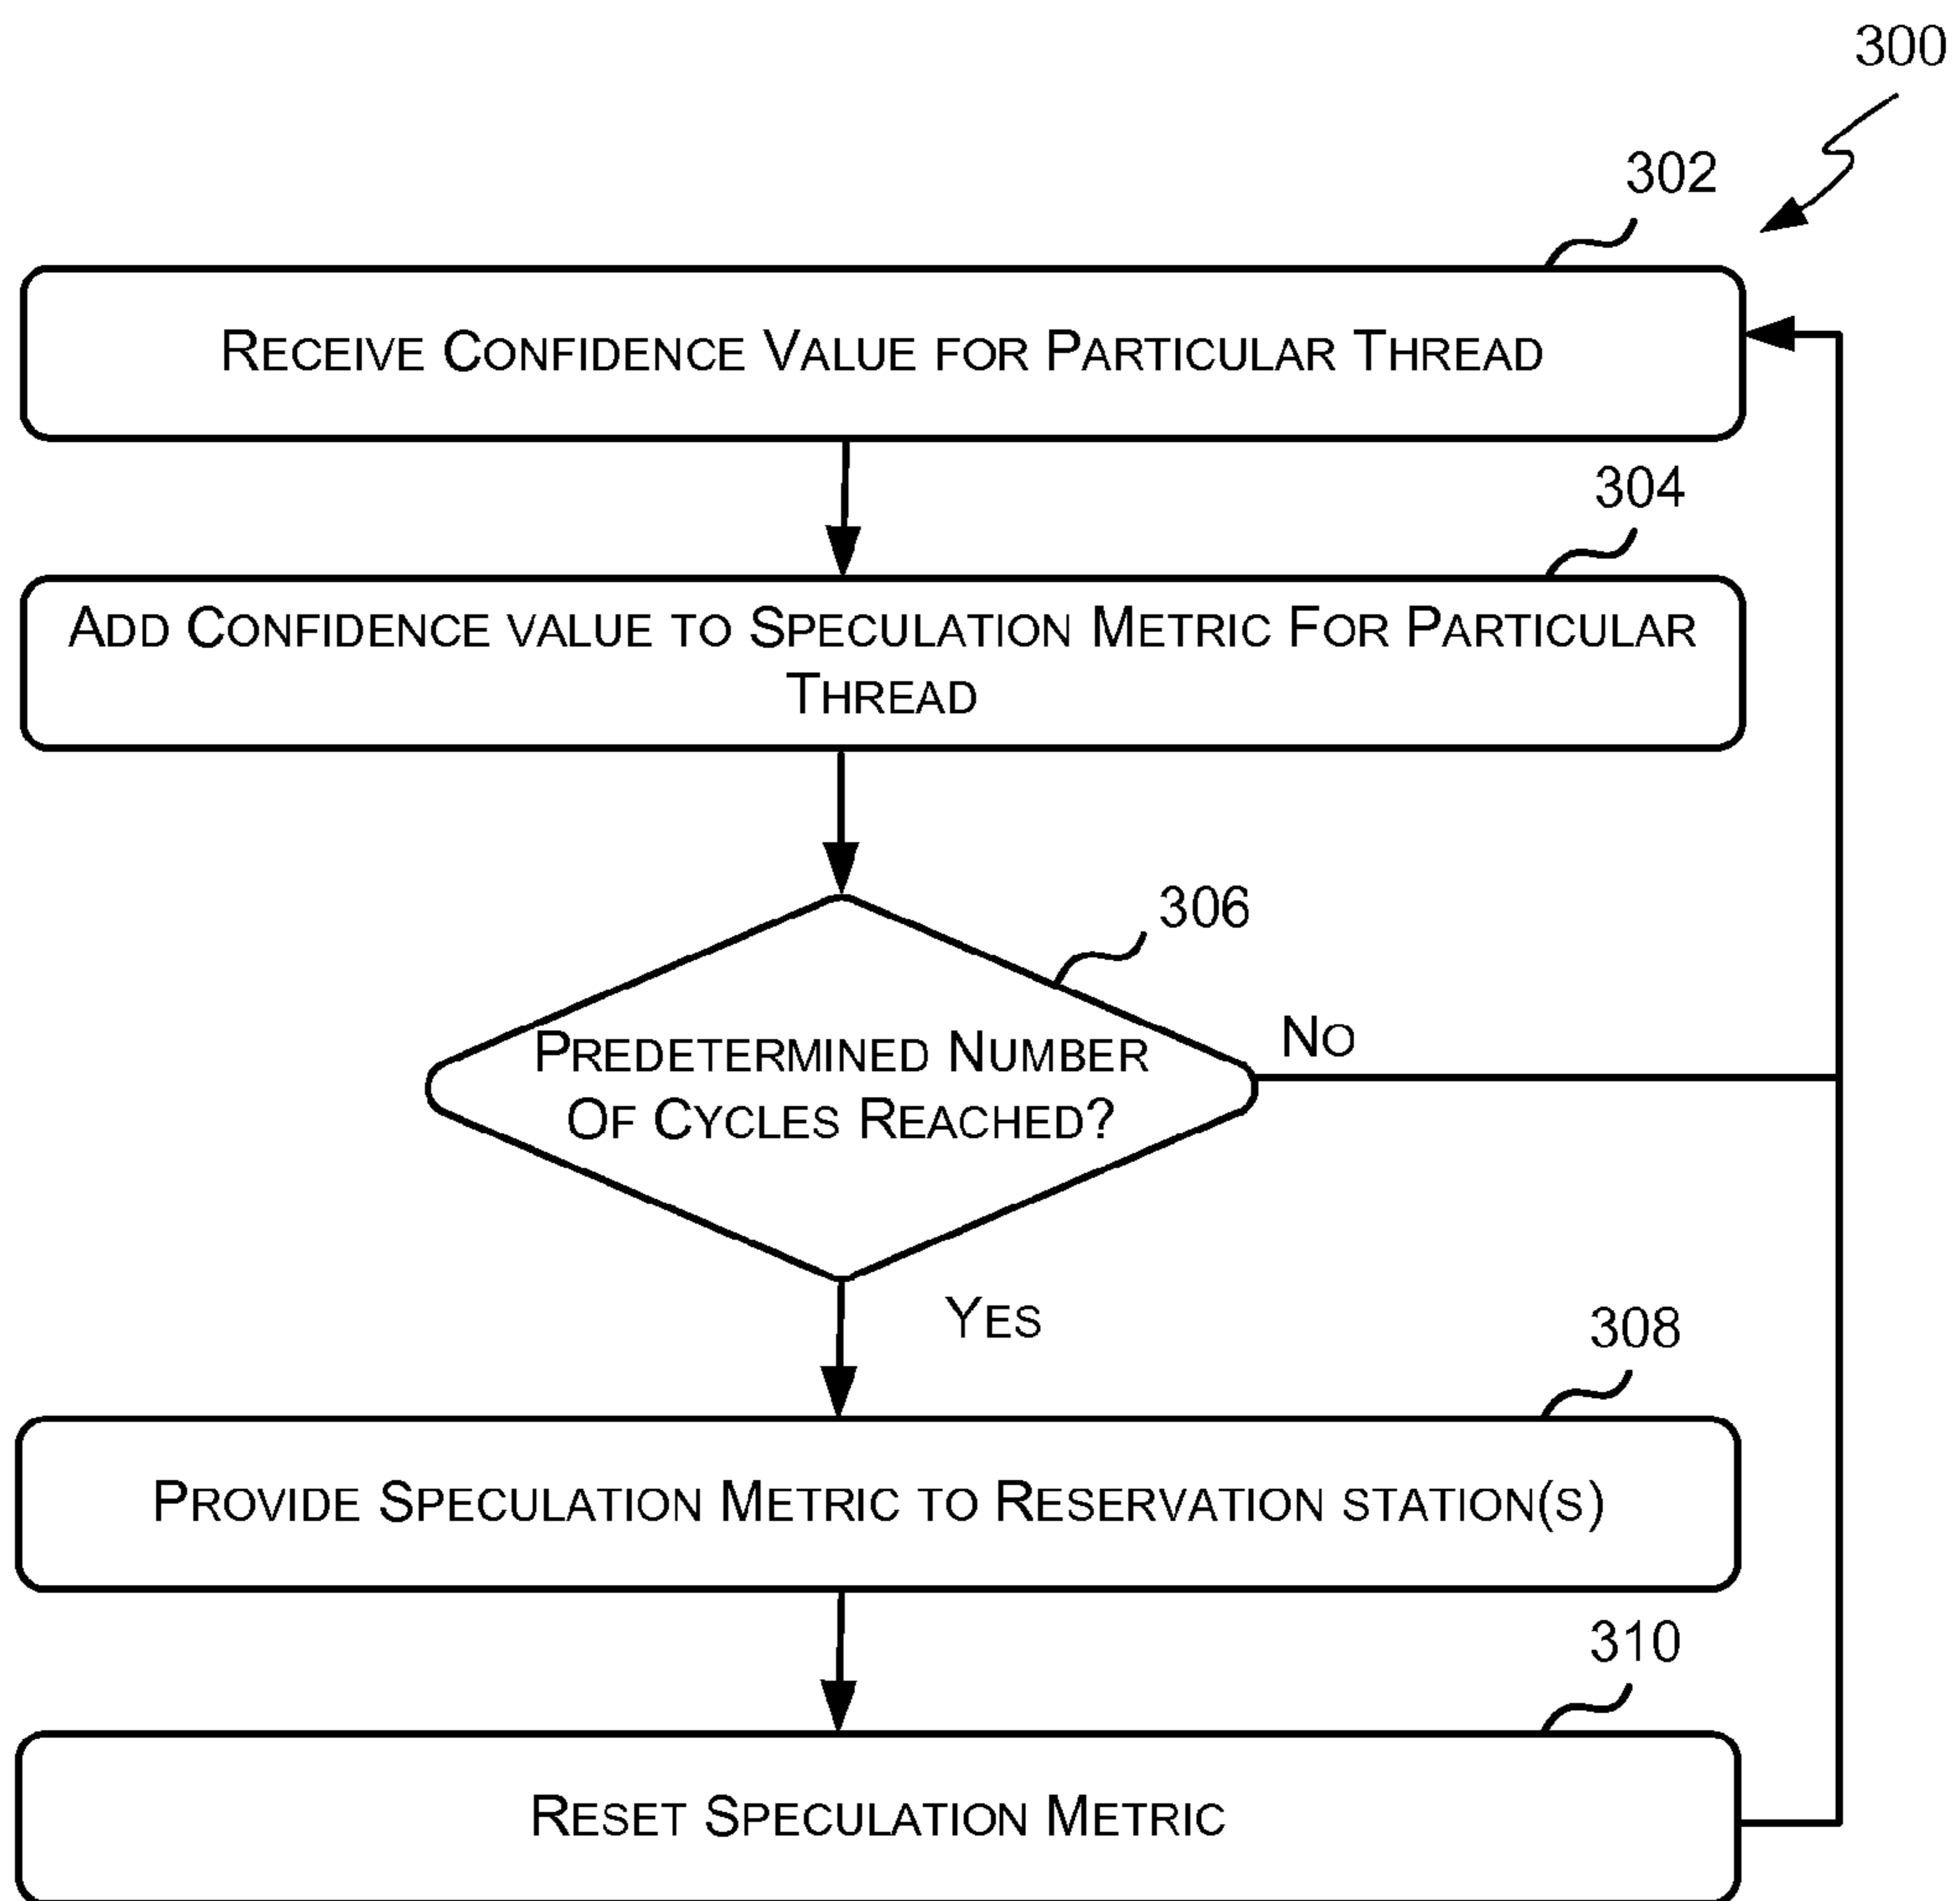 300
302
Receive Confidence Value for Particular Thread
304
Add Confidence value to Speculation Metric For Particular
Thread
306
Predetermined Number
Of Cycles Reached?
No
Yes
308
Provide Speculation Metric to Reservation station(s)
310
Reset Speculation Metric